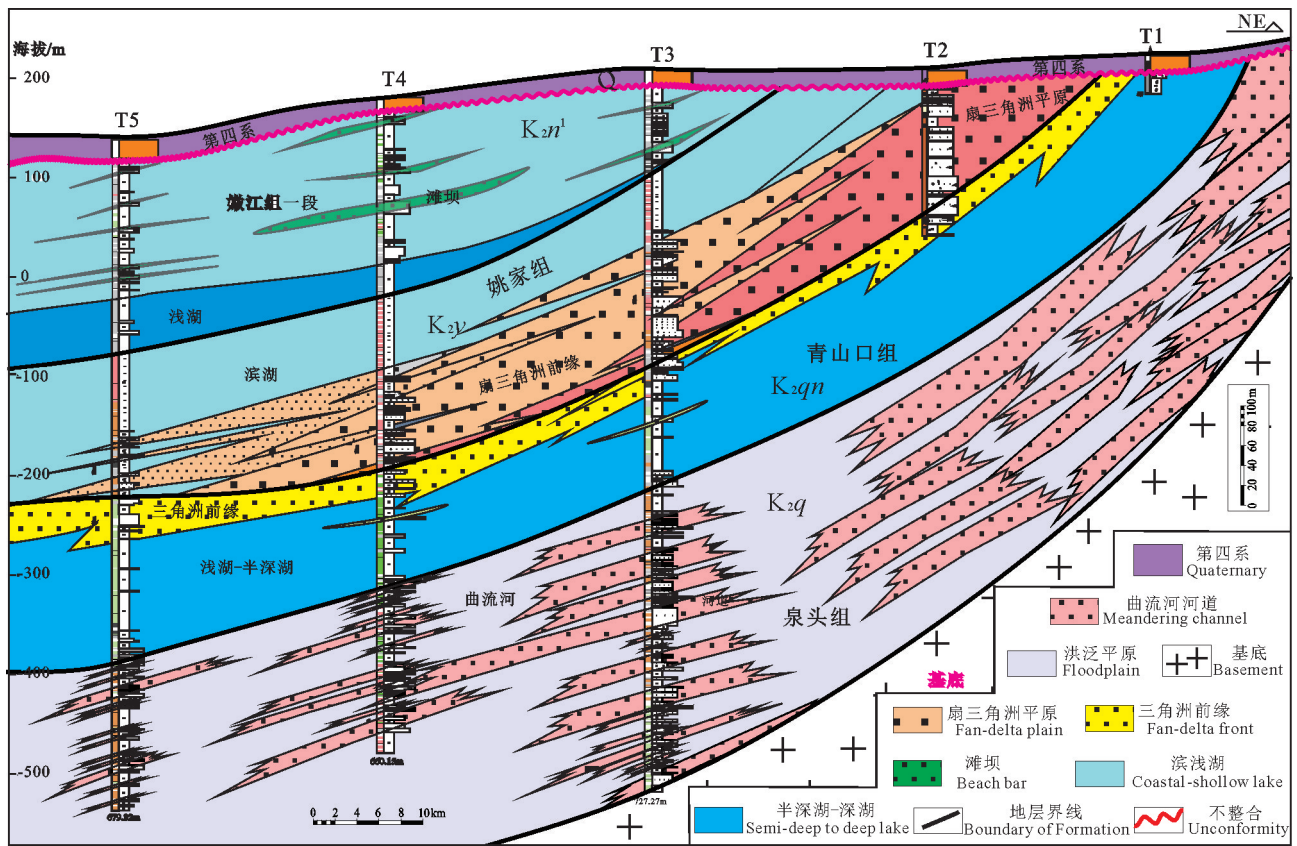 NE
海拔/m
T1
T2
T3
T4
T5
200
100
0
-100
-200
-300
-400
-500
第四系
Q
第四系
扇三角洲平原
K₂n¹
嫩江组一段
滩坝
姚家组
浅湖
K₂y
滨湖
扇三角洲前缘
青山口组
K₂qn
三角洲前缘
浅湖-半深湖
K₂q
曲流河
河道
泉头组
基底
660.16m
679.82m
727.27m
0 2 4 6 8 10km
0 20 40 60 80 100m
第四系
Quaternary
曲流河河道
Meandering channel
洪泛平原
Floodplain
基底
Basement
扇三角洲平原
Fan-delta plain
三角洲前缘
Fan-delta front
滩坝
Beach bar
滨浅湖
Coastal-shollow lake
半深湖-深湖
Semi-deep to deep lake
地层界线
Boundary of Formation
不整合
Unconformity